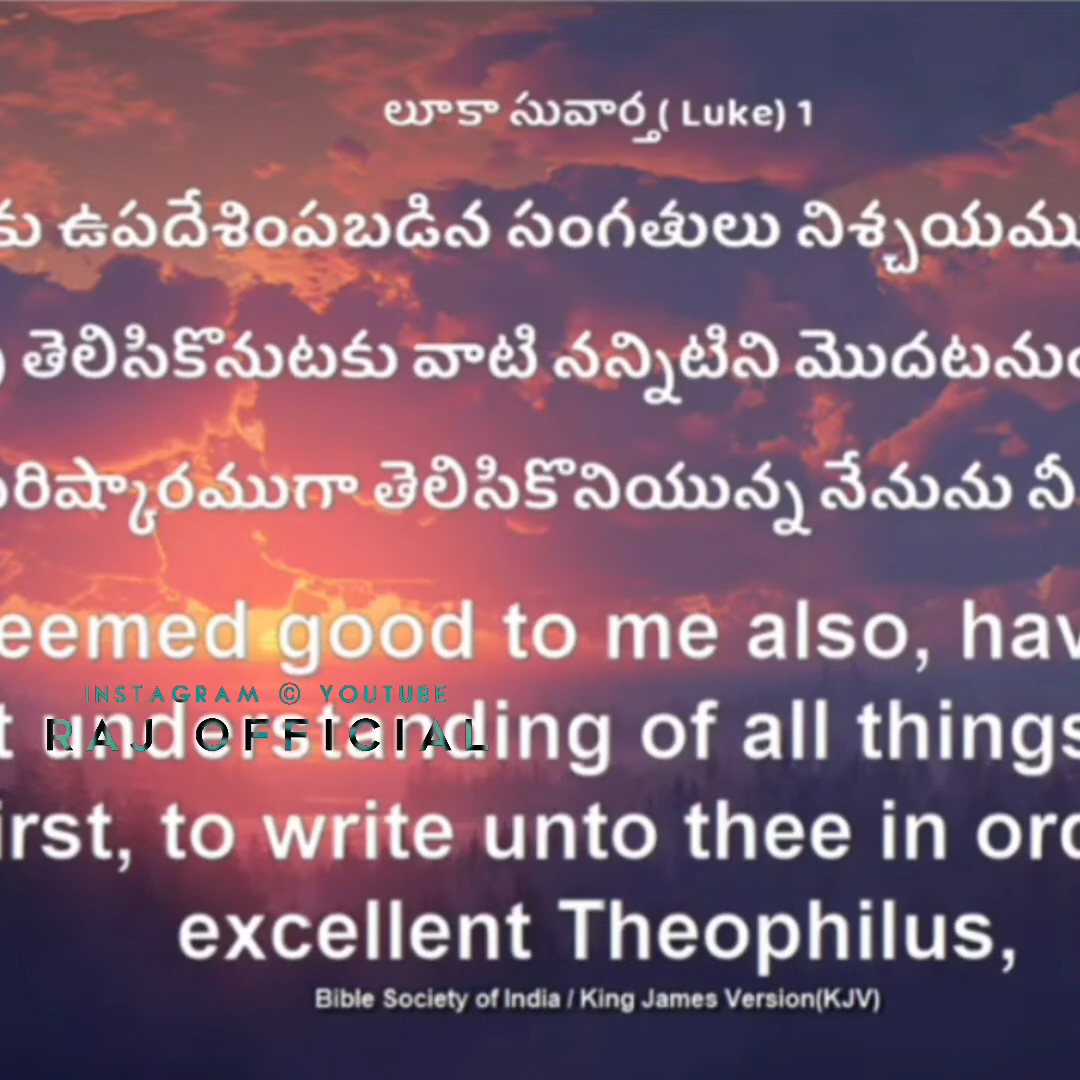 లూకా సువార్త( Luke) 1
కు ఉపదేశింపబడిన సంగతులు నిశ్చయము
తెలిసికొనుటకు వాటి నన్నిటిని మొదటనుం
రిష్కారముగా తెలిసికొనియున్న నేనును నీ
eemed good to me also, hav
INSTAGRAM © YOUTUBE
t understanding of all things
RAJ OFFICIAL
irst, to write unto thee in ord
excellent Theophilus,
Bible Society of India / King James Version(KJV)